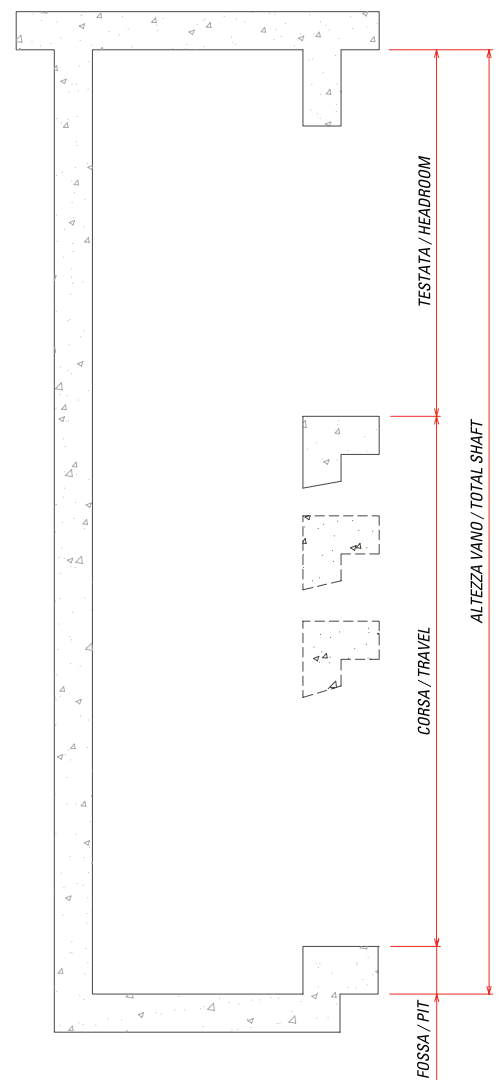 TESTATA / HEADROOM
ALTEZZA VANO / TOTAL SHAFT
CORSA / TRAVEL
FOSSA / PIT